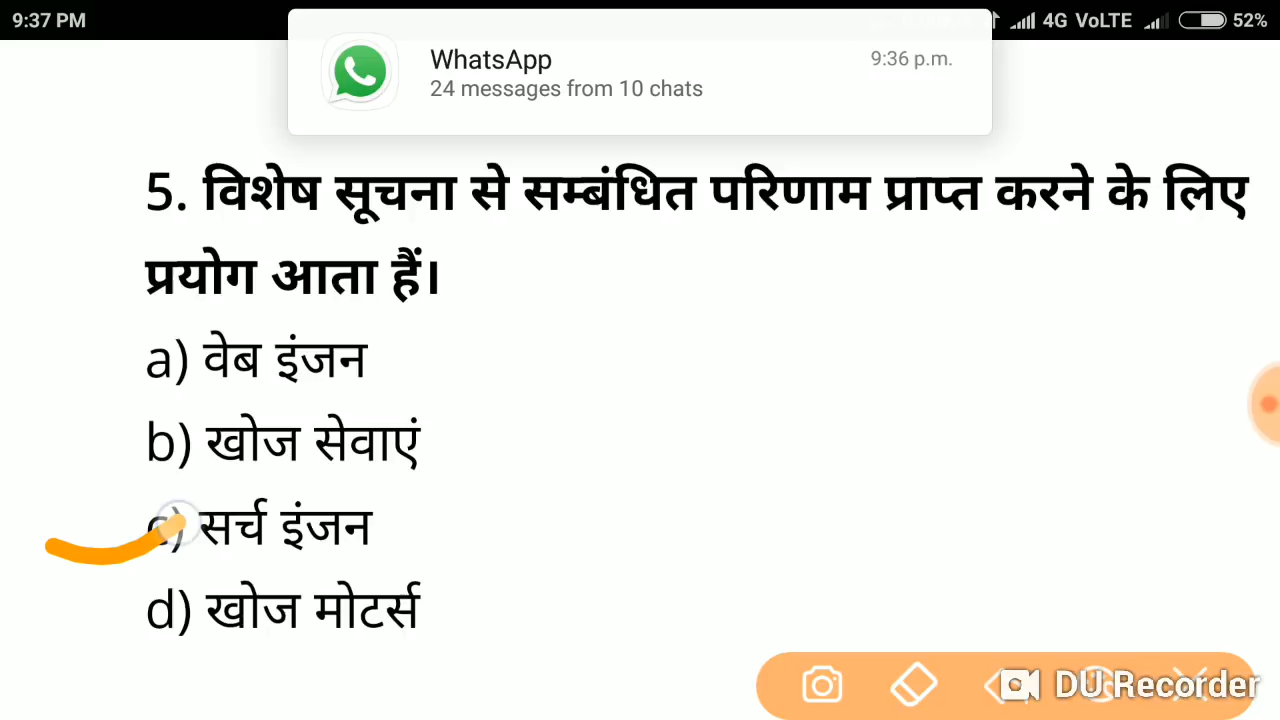 9:37 PM
4G VoLTE
52%
WhatsApp
9:36 p.m.
24 messages from 10 chats
5. विशेष सूचना से सम्बंधित परिणाम प्राप्त करने के लिए
प्रयोग आता हैं।
a) वेब इंजन
b) खोज सेवाएं
c) सर्च इंजन
d) खोज मोटर्स
DU Recorder